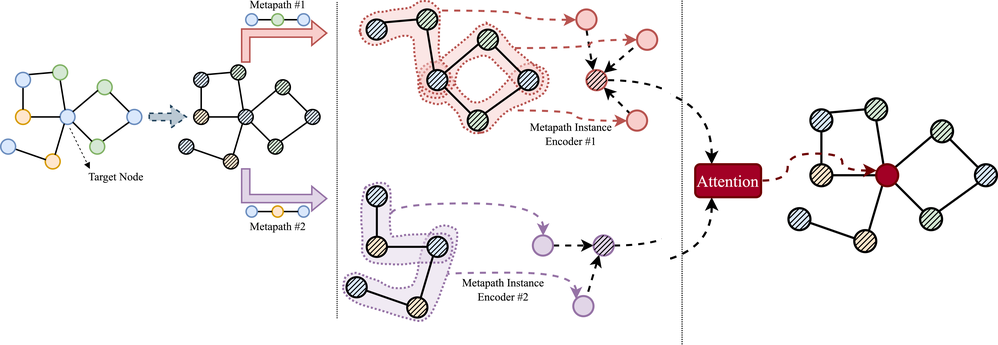 Metapath #1
Target Node
Metapath #2
Metapath Instance
Encoder #1
Metapath Instance
Encoder #2
Attention